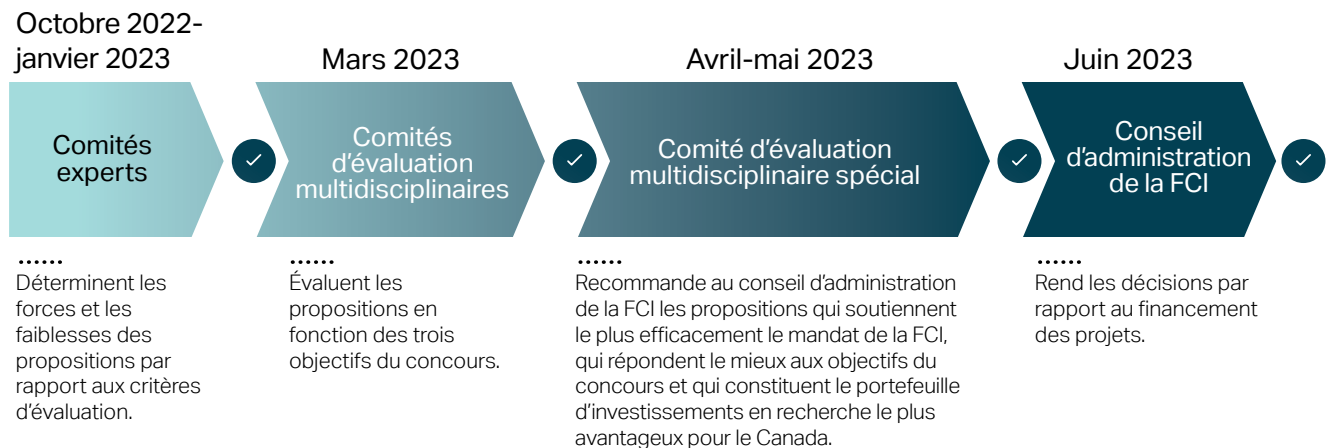 Octobre 2022-
janvier 2023
Comités
experts
......
Déterminent les
forces et les
faiblesses des
propositions par
rapport aux critères
d'évaluation.
Mars 2023
Comités
d'évaluation
multidisciplinaires
......
Évaluent les
propositions en
fonction des trois
objectifs du concours.
Avril-mai 2023
Comité d'évaluation
multidisciplinaire spécial
......
Recommande au conseil d'administration
de la FCI les propositions qui soutiennent
le plus efficacement le mandat de la FCI,
qui répondent le mieux aux objectifs du
concours et qui constituent le portefeuille
d'investissements en recherche le plus
avantageux pour le Canada.
Juin 2023
Conseil
d'administration
de la FCI
......
Rend les décisions par
rapport au financement
des projets.